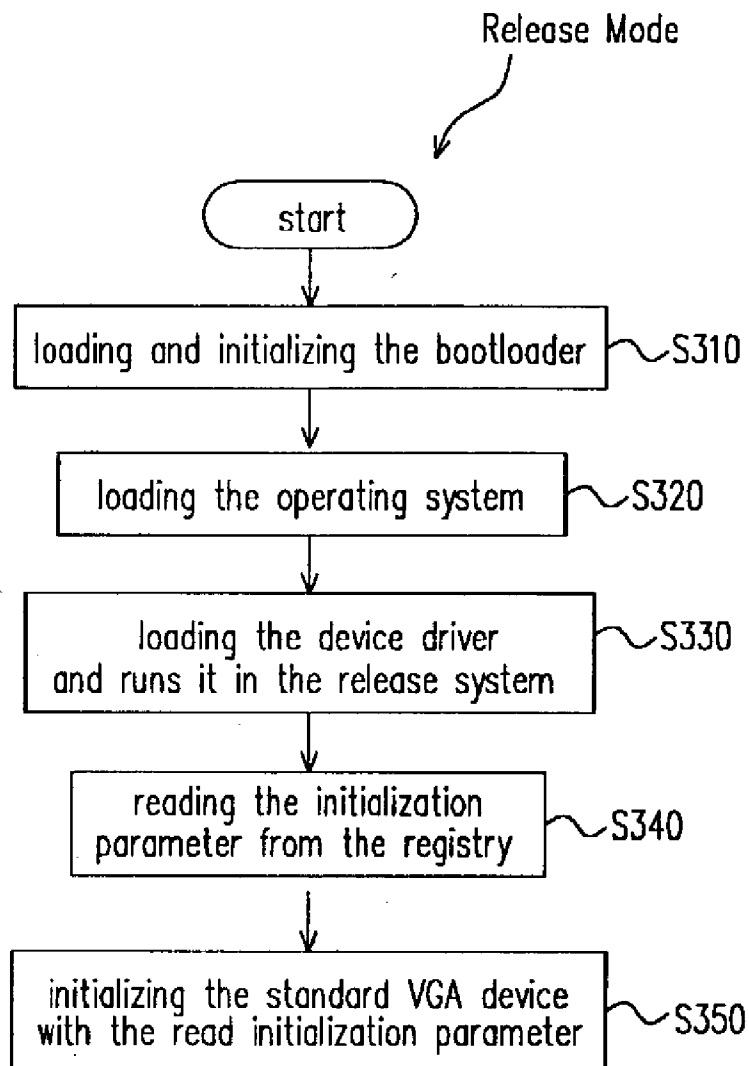 Release Mode
start
loading and initializing the bootloader
S310
loading the operating system
S320
loading the device driver
and runs it in the release system
S330
reading the initialization
parameter from the registry
S340
initializing the standard VGA device
with the read initialization parameter
S350